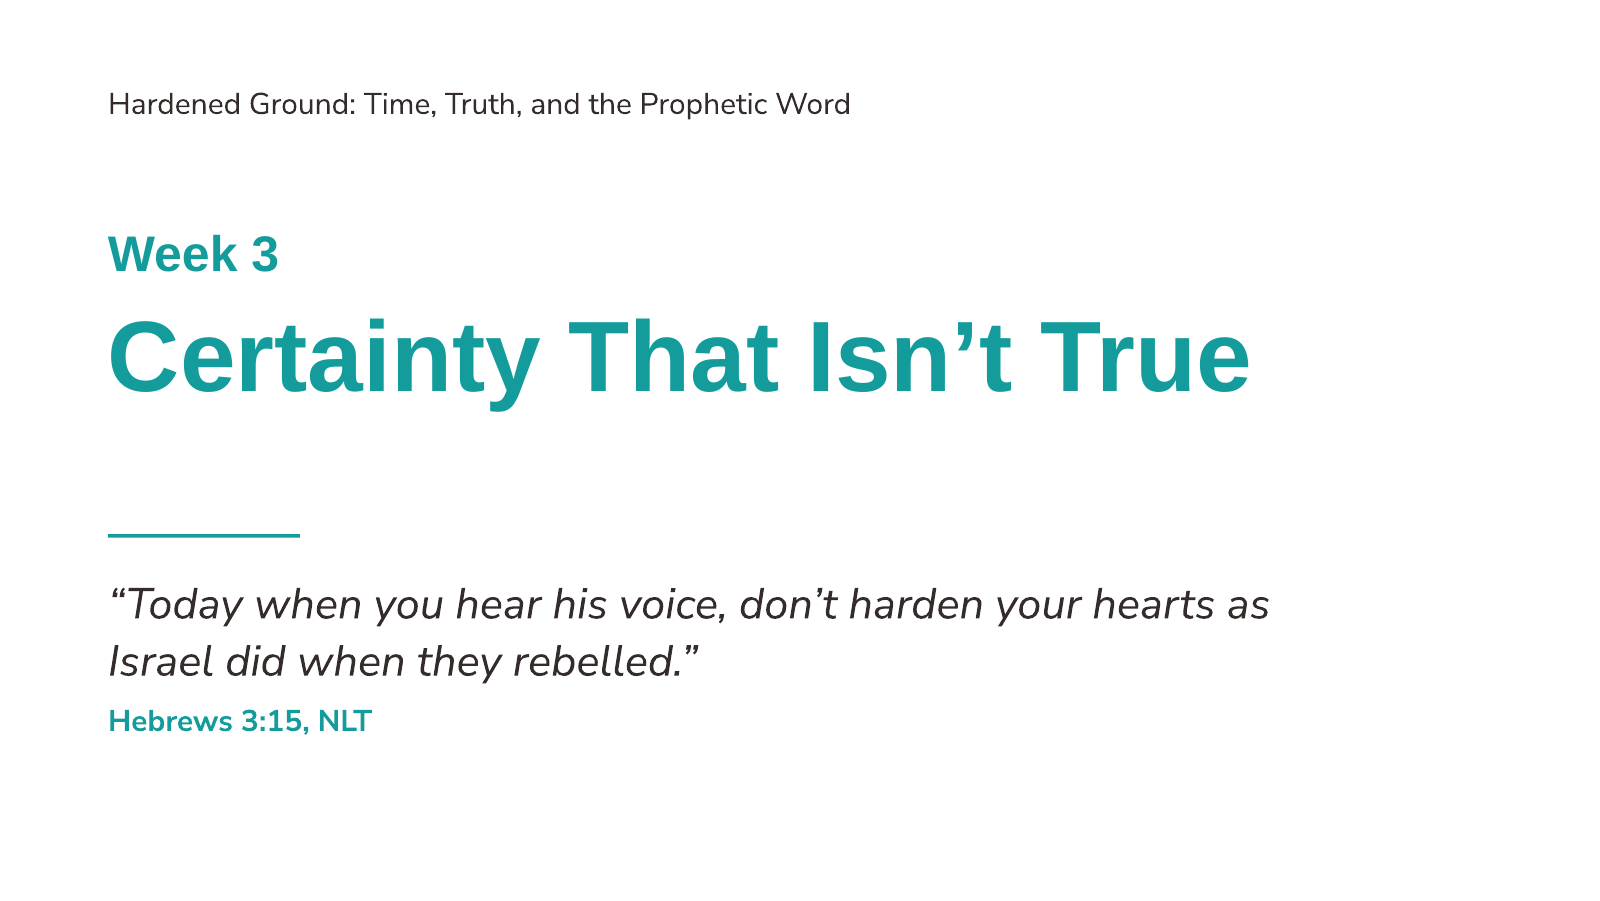 Hardened Ground: Time, Truth, and the Prophetic Word
Week 3
Certainty That Isn’t True
“Today when you hear his voice, don’t harden your hearts as
Israel did when they rebelled.”
Hebrews 3:15, NLT